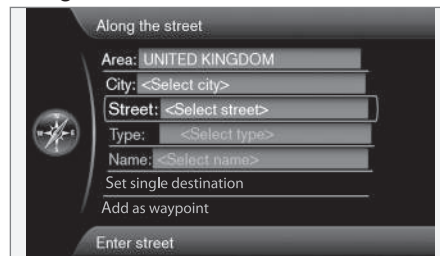 Along the street
Area: UNITED KINGDOM
City: <Select city>
Street: <Select street>
Type: <Select type>
Name: <Select name>
Set single destination
Add as waypoint
Enter street